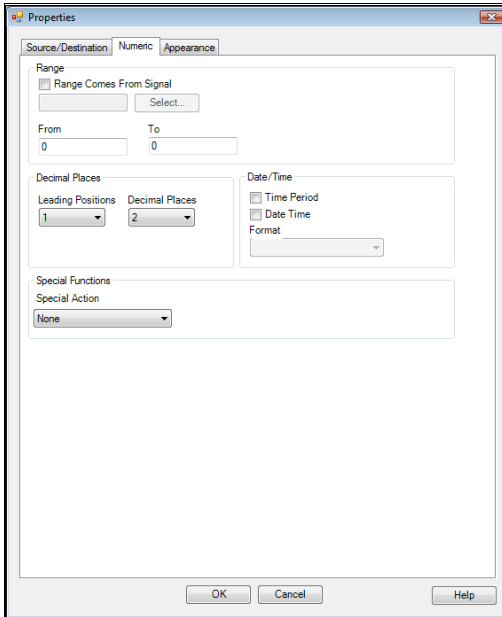 Properties
Source/Destination Numeric Appearance
Range
Range Comes From Signal
Select...
From To
0 0
Decimal Places Date/Time
Leading Positions Decimal Places Time Period
1 2 Date Time
Format
Special Functions
Special Action
None
OK Cancel Help